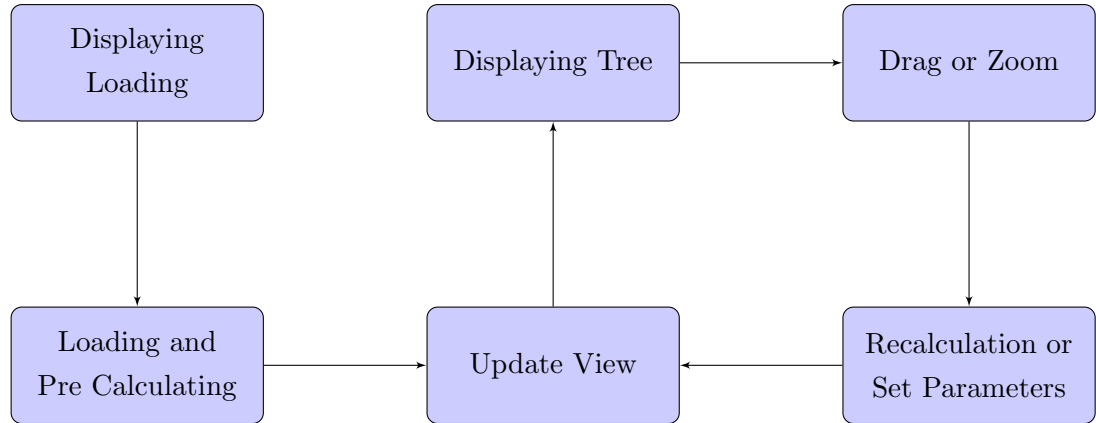 Displaying
Loading
Displaying Tree
Drag or Zoom
Loading and
Pre Calculating
Update View
Recalculation or
Set Parameters